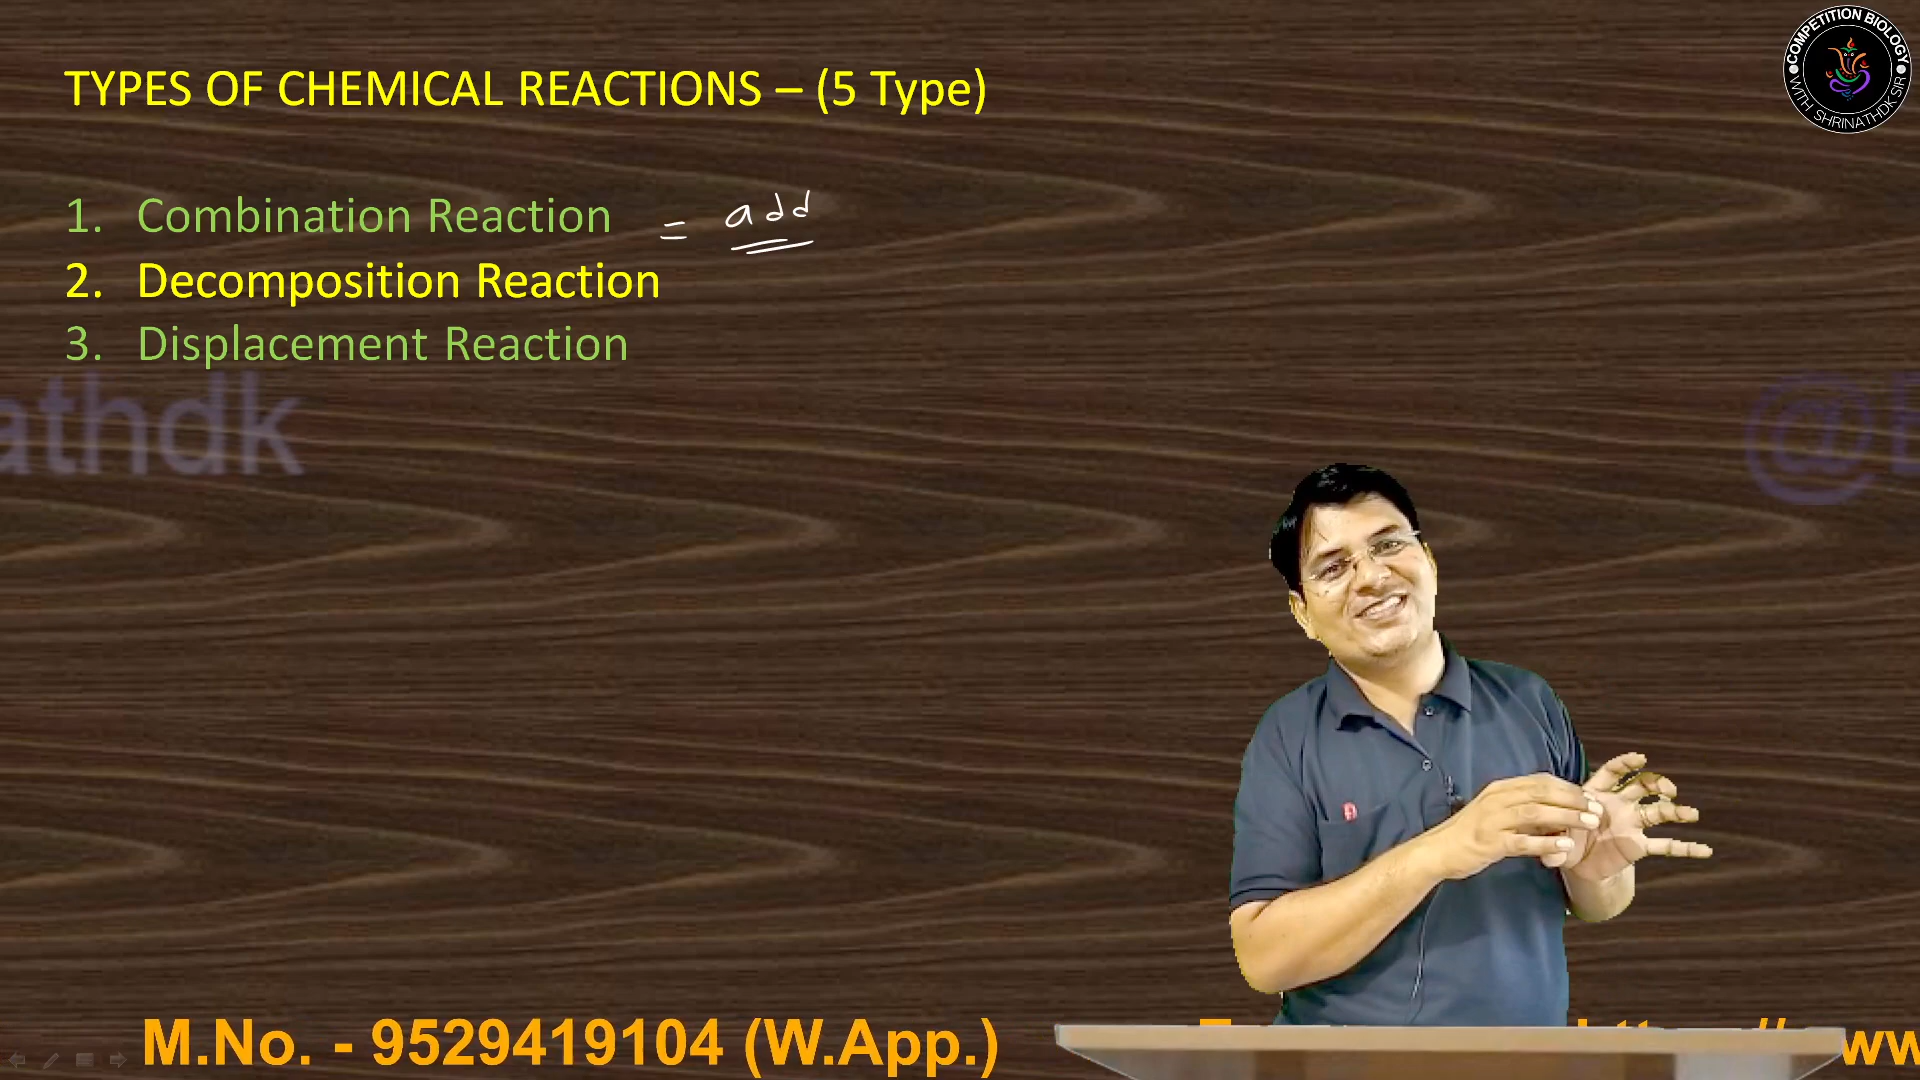 COMPETITION BIOLOGY
WITH SHRINATHDK SIR
TYPES OF CHEMICAL REACTIONS – (5 Type)
1. Combination Reaction = add
2. Decomposition Reaction
3. Displacement Reaction
athdk
M.No. - 9529419104 (W.App.)